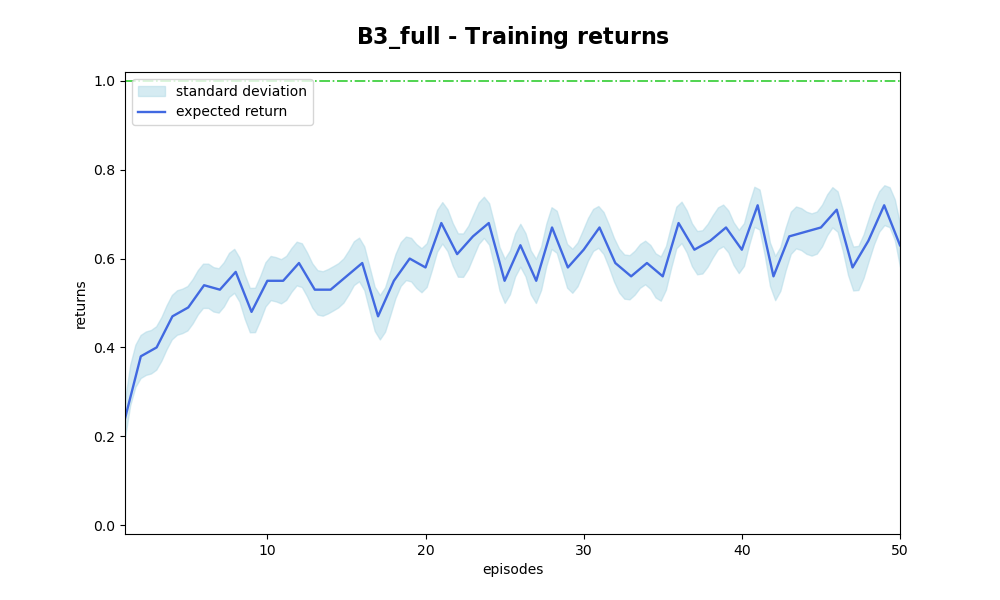 B3_full - Training returns
1.0
standard deviation
expected return
0.8
0.6
0.4
0.2
0.0
returns
10
20
30
40
50
episodes